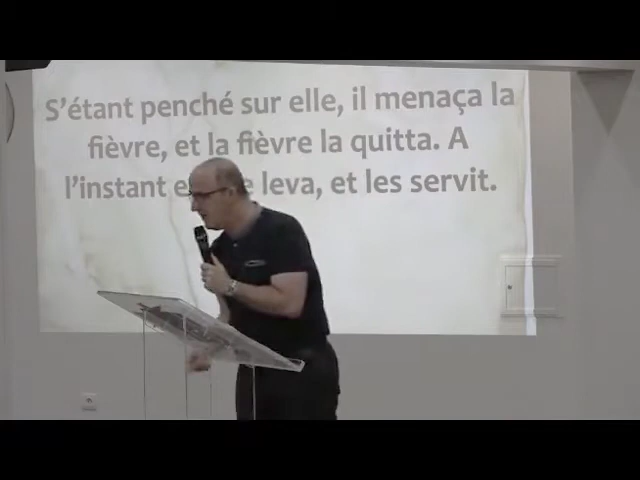 S'étant penché sur elle, il menaça la
fièvre, et la fièvre la quitta. A
l'instant e e leva, et les servit.